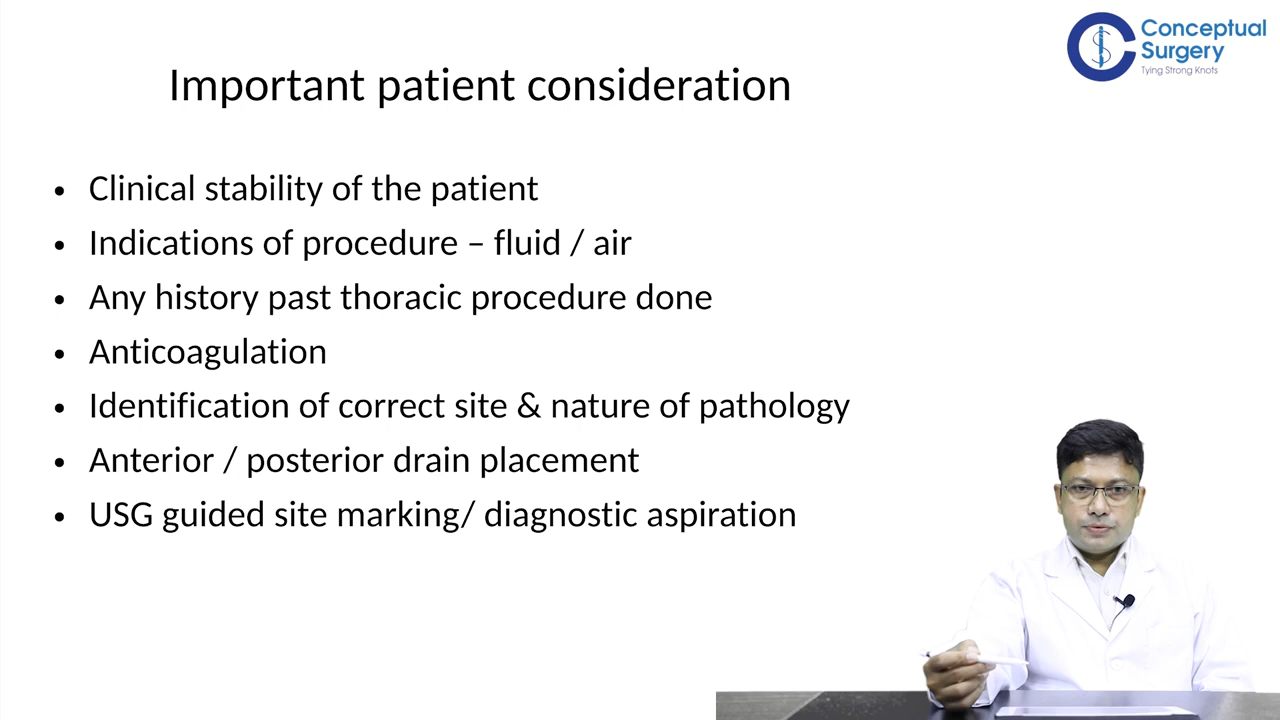 Conceptual
Surgery
Tying Strong Knots
Important patient consideration
• Clinical stability of the patient
• Indications of procedure – fluid / air
• Any history past thoracic procedure done
• Anticoagulation
• Identification of correct site & nature of pathology
• Anterior / posterior drain placement
• USG guided site marking/ diagnostic aspiration